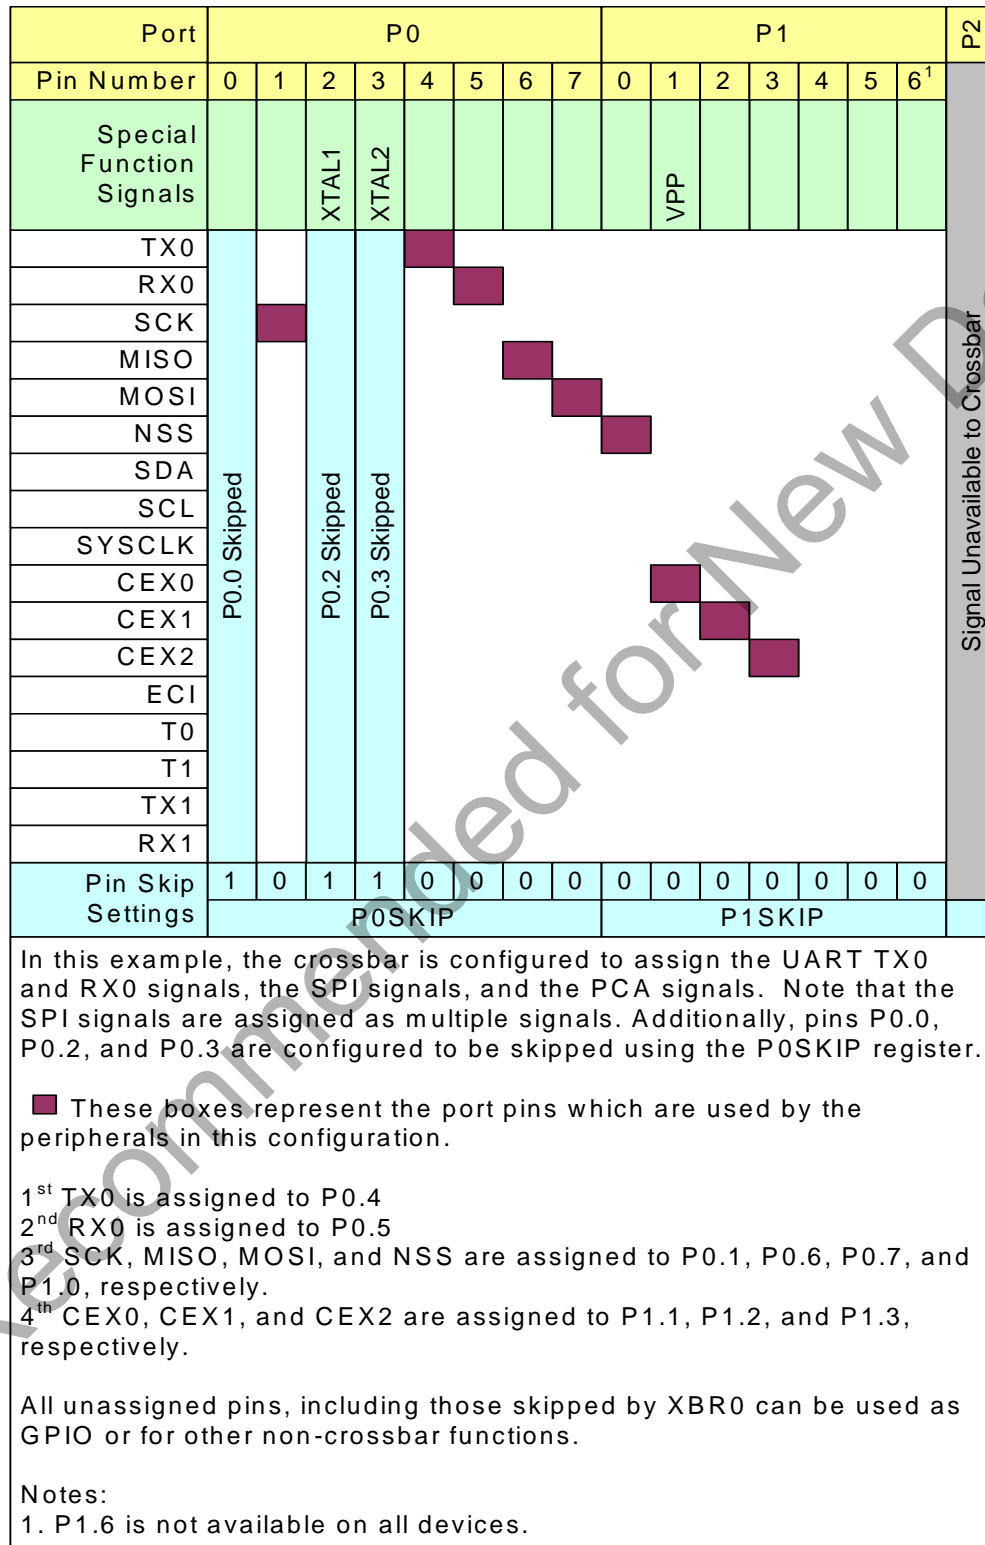 Port P0 P1 P2
Pin Number 0 1 2 3 4 5 6 7 0 1 2 3 4 5 6¹
Special
Function
Signals
XTAL1
XTAL2
VPP
TX0
RX0
SCK
MISO
MOSI
NSS
SDA
SCL
SYSCLK
CEX0
CEX1
CEX2
ECI
T0
T1
TX1
RX1
P0.0 Skipped
P0.2 Skipped
P0.3 Skipped
Signal Unavailable to Crossbar
Pin Skip
Settings
1 0 1 1 0 0 0 0 0 0 0 0 0 0 0
P0SKIP P1SKIP
In this example, the crossbar is configured to assign the UART TX0
and RX0 signals, the SPI signals, and the PCA signals. Note that the
SPI signals are assigned as multiple signals. Additionally, pins P0.0,
P0.2, and P0.3 are configured to be skipped using the P0SKIP register.
These boxes represent the port pins which are used by the
peripherals in this configuration.
1st TX0 is assigned to P0.4
2nd RX0 is assigned to P0.5
3rd SCK, MISO, MOSI, and NSS are assigned to P0.1, P0.6, P0.7, and
P1.0, respectively.
4th CEX0, CEX1, and CEX2 are assigned to P1.1, P1.2, and P1.3,
respectively.
All unassigned pins, including those skipped by XBR0 can be used as
GPIO or for other non-crossbar functions.
Notes:
1. P1.6 is not available on all devices.
ecommended for New D